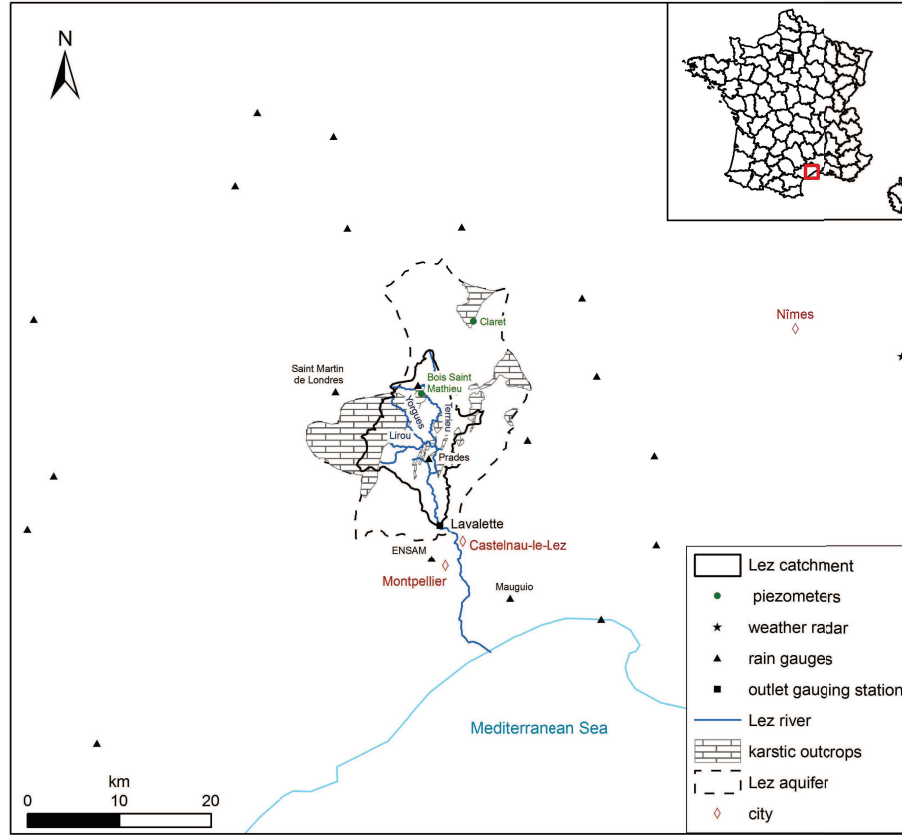 N
Nîmes
Claret
Saint Martin
de Londres
Bois Saint
Mathieu
Yorgues
Terrieu
Lirou
Prades
Lavalette
ENSAM
Castelnau-le-Lez
Montpellier
Mauguio
Mediterranean Sea
km
0 10 20
Lez catchment
piezometers
weather radar
rain gauges
outlet gauging station
Lez river
karstic outcrops
Lez aquifer
city